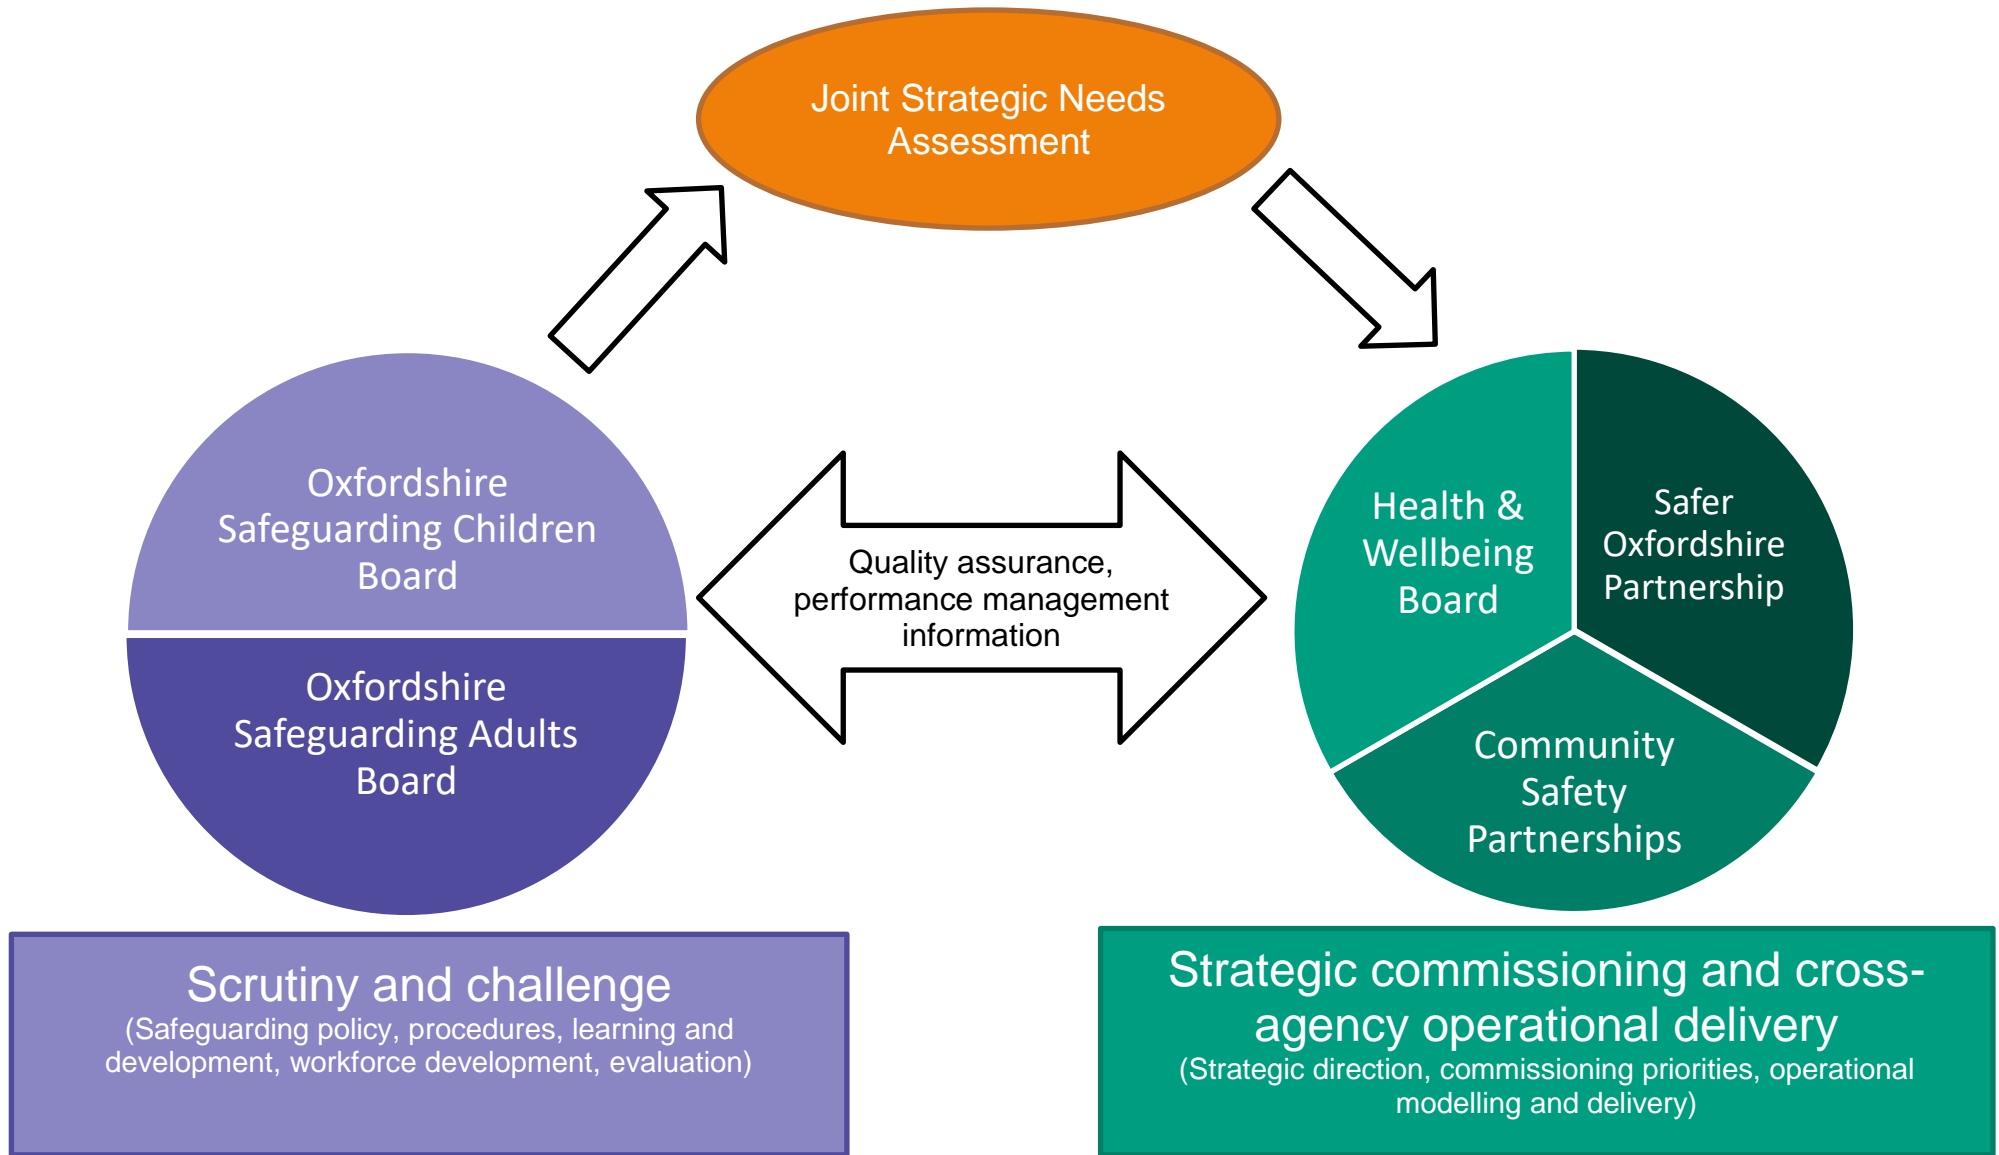 Joint Strategic Needs
Assessment
Oxfordshire
Safeguarding Children
Board
Oxfordshire
Safeguarding Adults
Board
Quality assurance,
performance management
information
Health &
Wellbeing
Board
Safer
Oxfordshire
Partnership
Community
Safety
Partnerships
Scrutiny and challenge
(Safeguarding policy, procedures, learning and
development, workforce development, evaluation)
Strategic commissioning and cross-
agency operational delivery
(Strategic direction, commissioning priorities, operational
modelling and delivery)